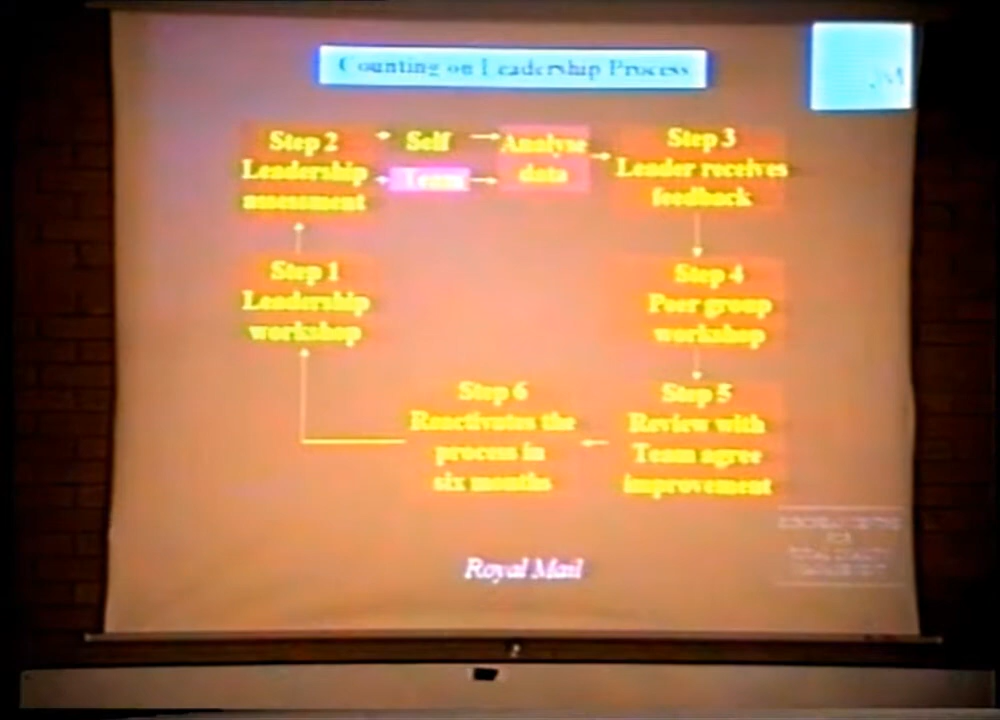 Counting on Leadership Process
Step 2
Leadership
assessment
Self
Team
Analyse
data
Step 3
Leader receives
feedback
Step 1
Leadership
workshop
Step 4
Peer group
workshop
Step 6
Reactivates the
process in
six months
Step 5
Review with
Team agree
improvement
Royal Mail